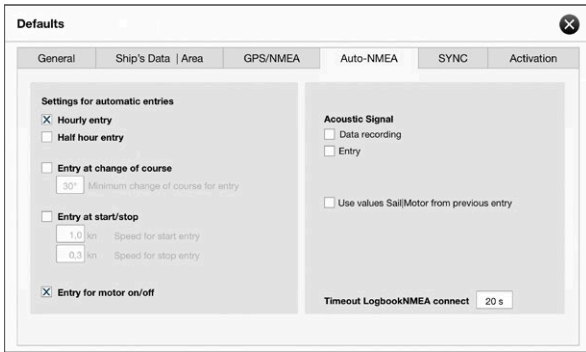 Defaults
General
Ship's Data | Area
GPS/NMEA
Auto-NMEA
SYNC
Activation
Settings for automatic entries
Hourly entry
Half hour entry
Entry at change of course
30° Minimum change of course for entry
Entry at start/stop
1,0 kn Speed for start entry
0,3 kn Speed for stop entry
Entry for motor on/off
Acoustic Signal
Data recording
Entry
Use values Sail|Motor from previous entry
Timeout LogbookNMEA connect 20 s